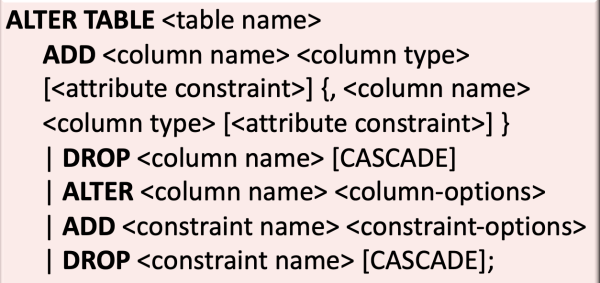 ALTER TABLE <table name>
ADD <column name> <column type>
[<attribute constraint>] {, <column name>
<column type> [<attribute constraint>] }
| DROP <column name> [CASCADE]
| ALTER <column name> <column-options>
| ADD <constraint name> <constraint-options>
| DROP <constraint name> [CASCADE];